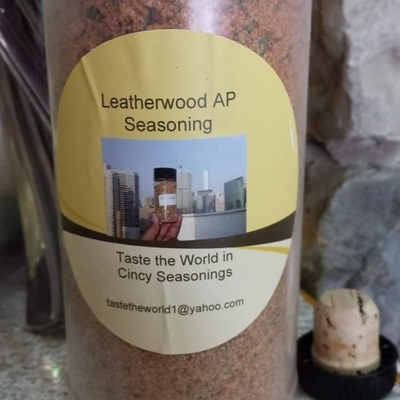 Leatherwood AP
Seasoning
Taste the World in
Cincy Seasonings
tastetheworld1@yahoo.com